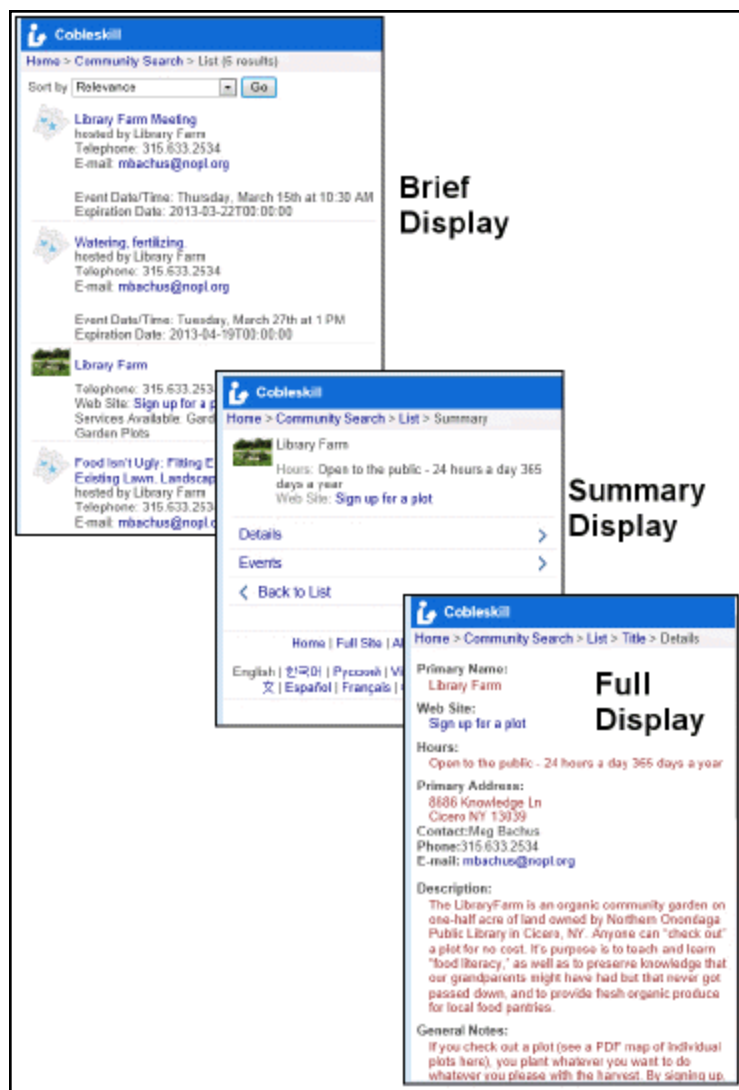 Cobleskill
Home > Community Search > List (6 results)
Sort by Relevance Go
Library Farm Meeting
hosted by Library Farm
Telephone: 315.633.2534
E-mail: mbachus@nopl.org
Event Date/Time: Thursday, March 15th at 10:30 AM
Expiration Date: 2013-03-22T00:00:00
Watering, fertilizing.
hosted by Library Farm
Telephone: 315.633.2534
E-mail: mbachus@nopl.org
Event Date/Time: Tuesday, March 27th at 1 PM
Expiration Date: 2013-04-19T00:00:00
Library Farm
Telephone: 315.633.253
Web Site: Sign up for a p
Services Available: Gard
Garden Plots
Food Isn't Ugly: Fitting E
Existing Lawn, Landscap
hosted by Library Farm
Telephone: 315.633.253
E-mail: mbachus@nopl.o
Brief
Display
Cobleskill
Home > Community Search > List > Summary
Library Farm
Hours: Open to the public - 24 hours a day 365
days a year
Web Site: Sign up for a plot
Details
Events
Back to List
Home | Full Site | A
English | 한국어 | Русский | Vi
文 | Español | Français |
Summary
Display
Cobleskill
Home > Community Search > List > Title > Details
Full
Display
Primary Name:
Library Farm
Web Site:
Sign up for a plot
Hours:
Open to the public - 24 hours a day 365 days a year
Primary Address:
8686 Knowledge Ln
Cicero NY 13039
Contact:Meg Bachus
Phone:315.633.2534
E-mail: mbachus@nopl.org
Description:
The LibraryFarm is an organic community garden on
one-half acre of land owned by Northern Onondaga
Public Library in Cicero, NY. Anyone can "check out"
a plot for no cost. It's purpose is to teach and learn
"food literacy," as well as to preserve knowledge that
our grandparents might have had but that never got
passed down, and to provide fresh organic produce
for local food pantries.
General Notes:
If you check out a plot (see a PDF map of individual
plots here), you plant whatever you want to do
whatever you please with the harvest. By signing up,